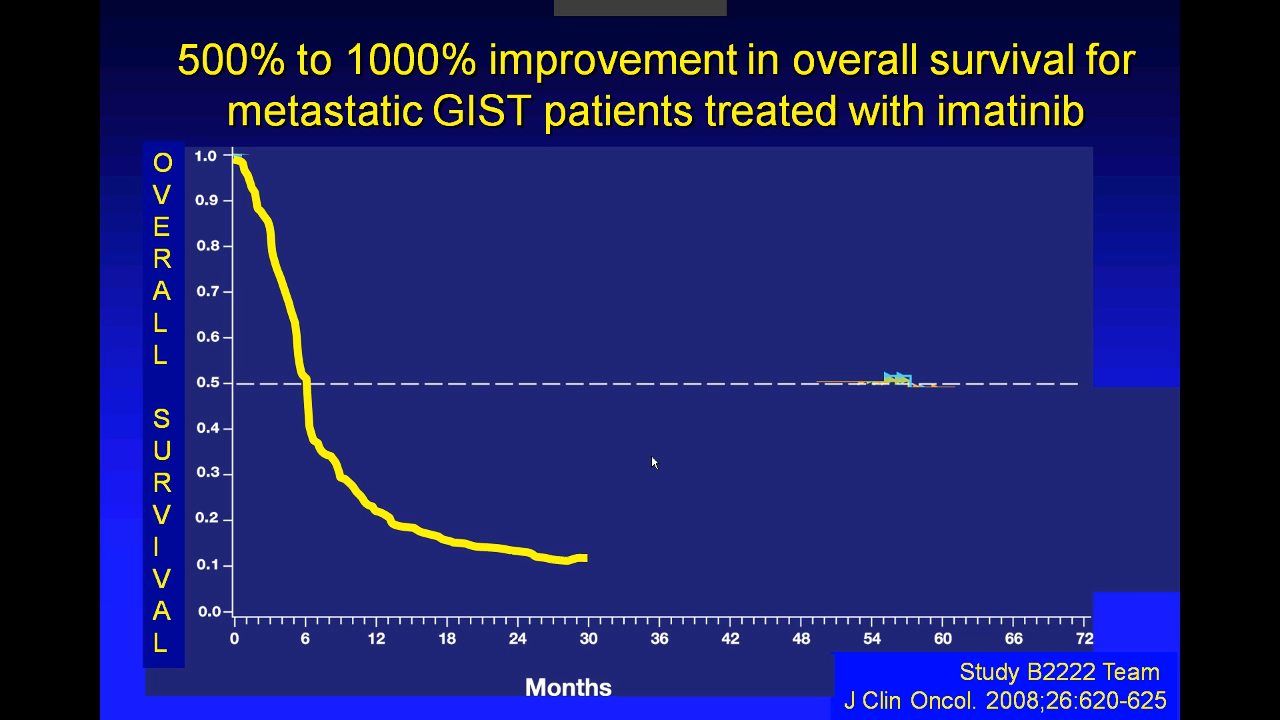 500% to 1000% improvement in overall survival for
metastatic GIST patients treated with imatinib
OVERALL SURVIVAL
1.0
0.9
0.8
0.7
0.6
0.5
0.4
0.3
0.2
0.1
0.0
0 6 12 18 24 30 36 42 48 54 60 66 72
Months
Study B2222 Team
J Clin Oncol. 2008;26:620-625